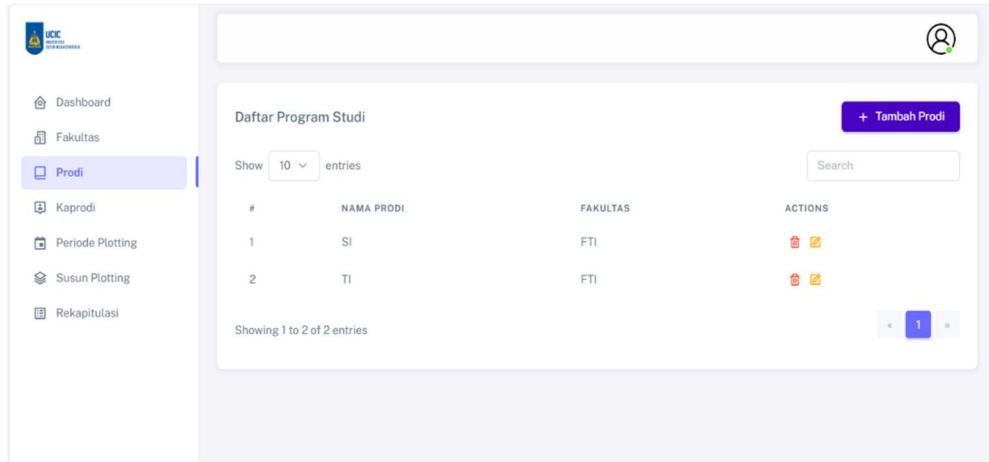 UCIC
Dashboard
Fakultas
Prodi
Kaprodi
Periode Plotting
Susun Plotting
Rekapitulasi
Daftar Program Studi
+ Tambah Prodi
Show 10 entries
Search
# NAMA PRODI FAKULTAS ACTIONS
1 SI FTI
2 TI FTI
Showing 1 to 2 of 2 entries
« 1 »